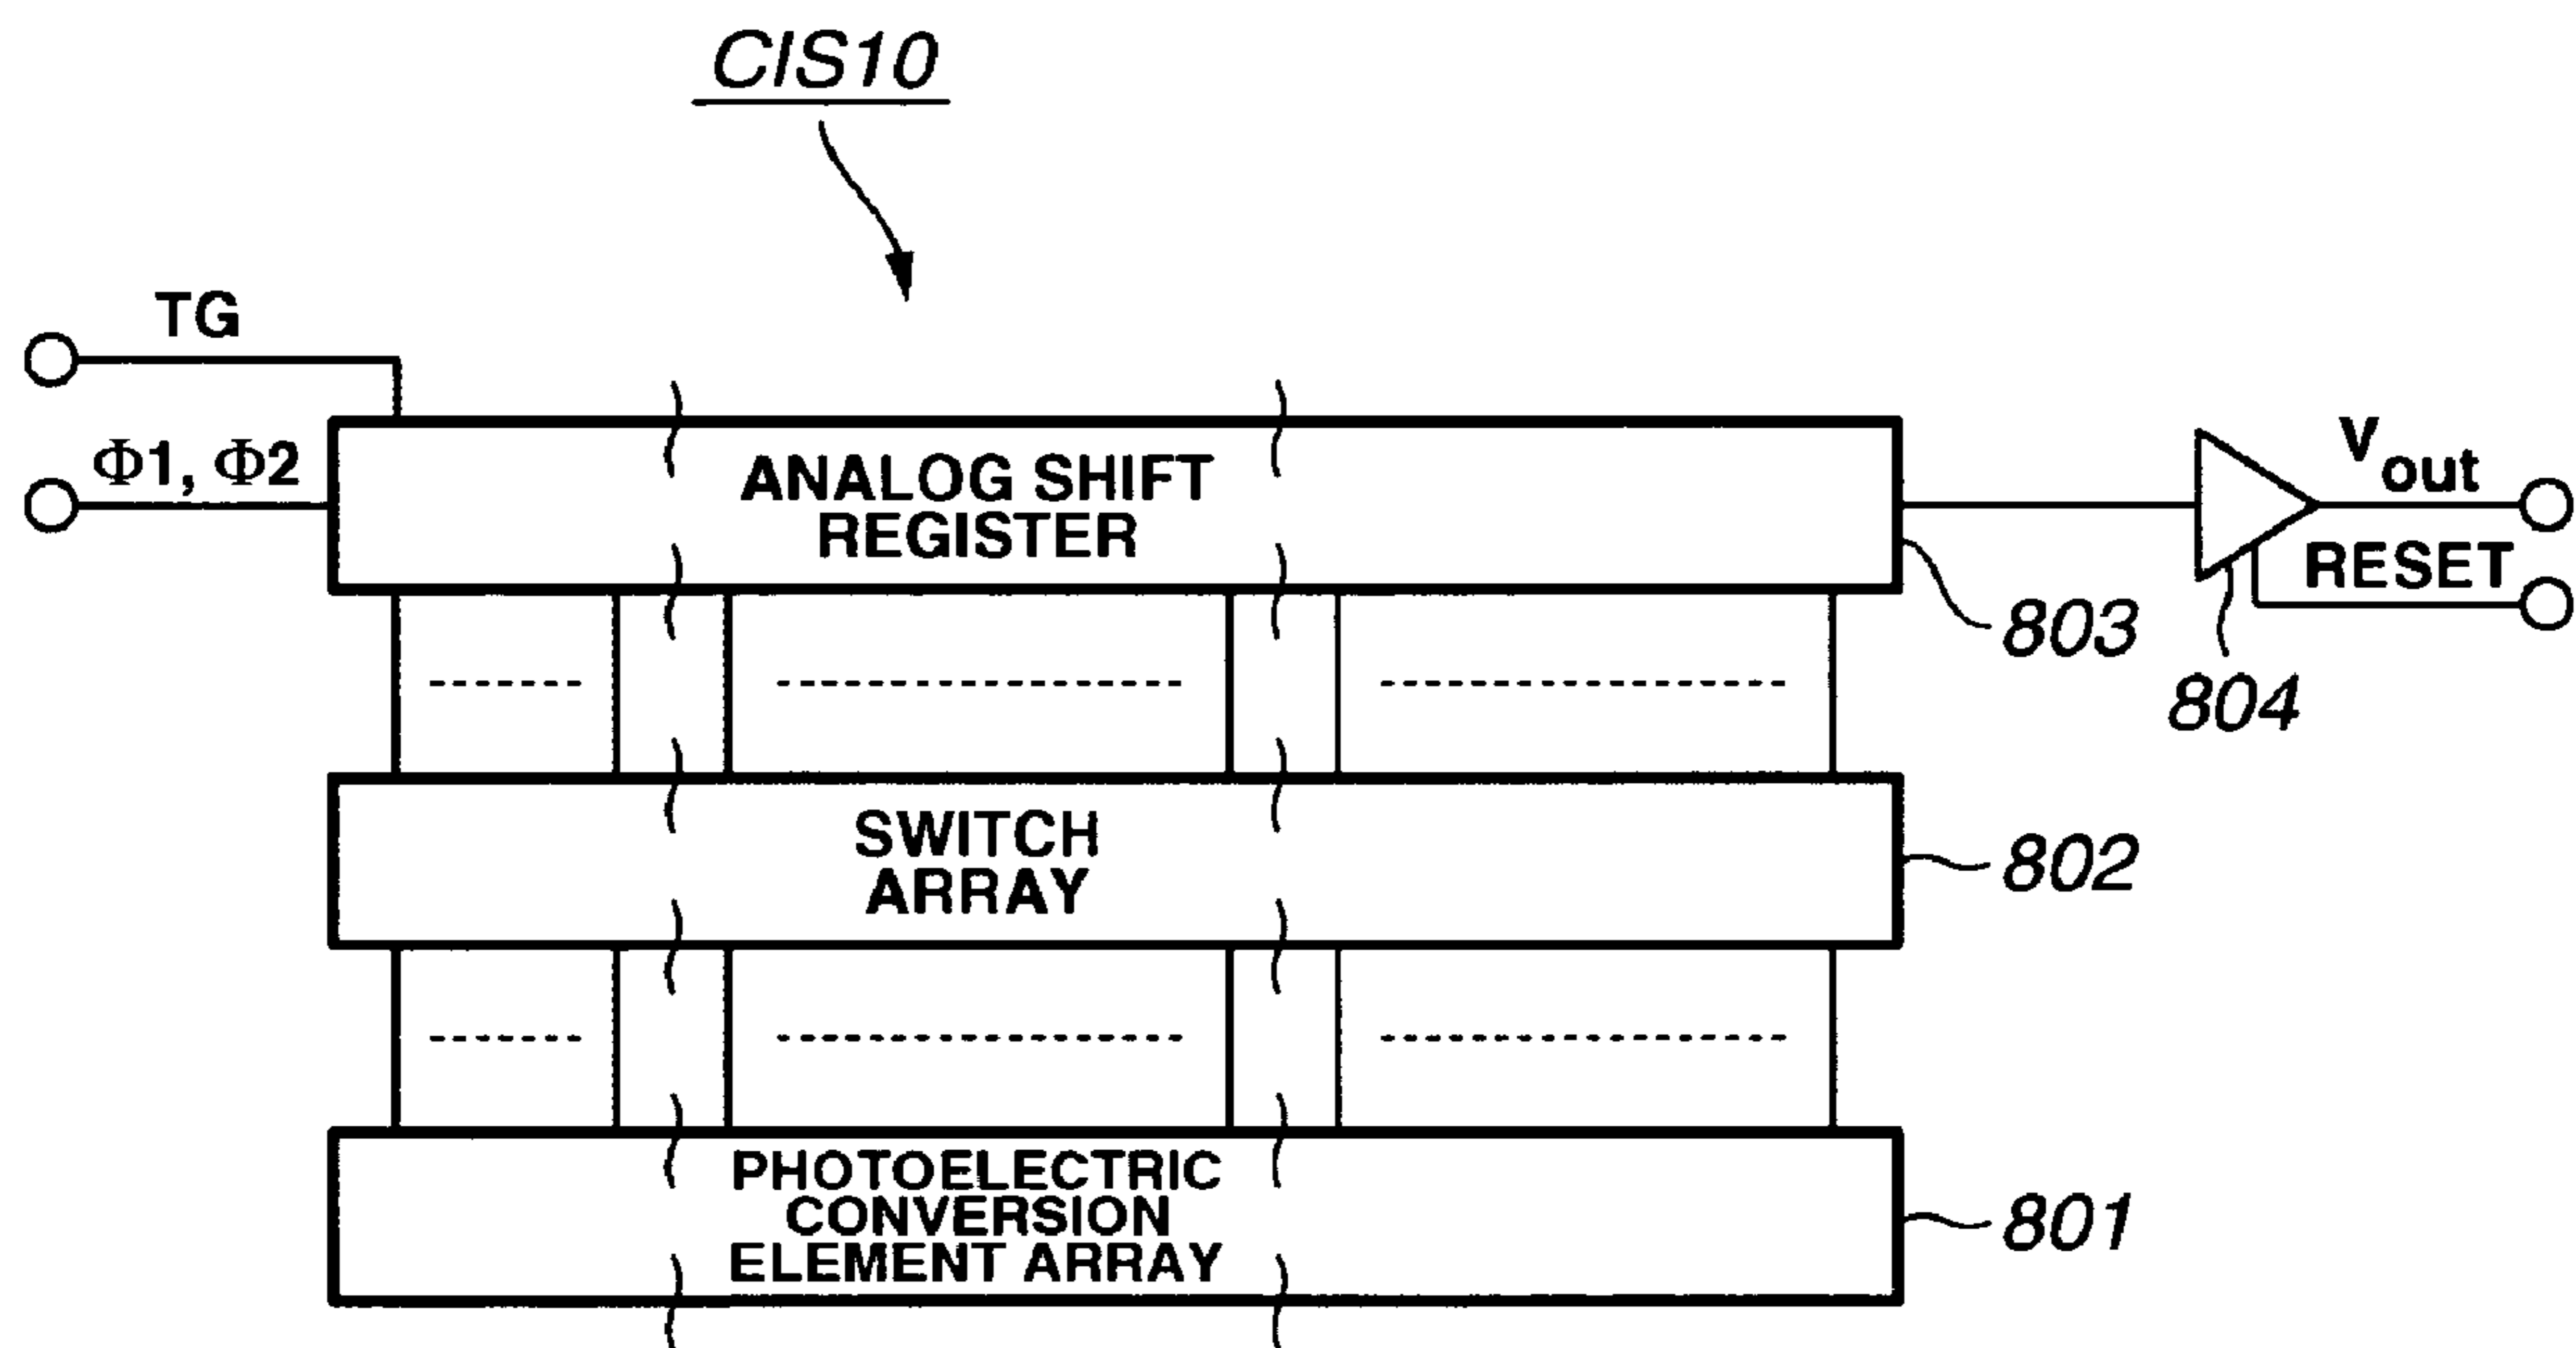 CIS10
TG
Φ1, Φ2
ANALOG SHIFT
REGISTER
Vout
RESET
803
804
SWITCH
ARRAY
802
PHOTOELECTRIC
CONVERSION
ELEMENT ARRAY
801